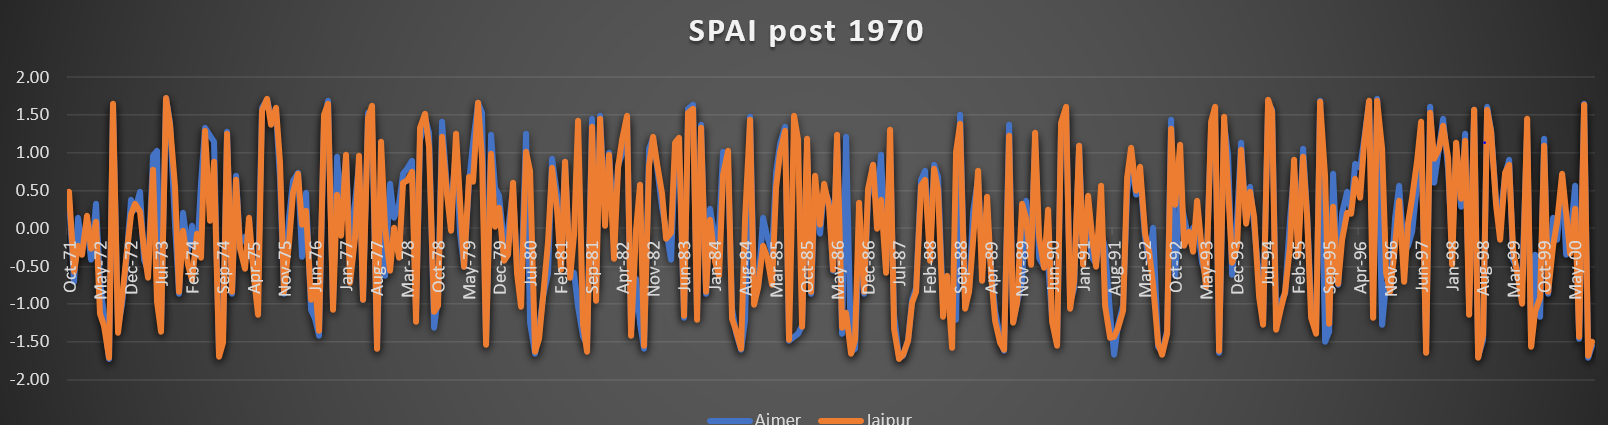 SPAI post 1970
2.00
1.50
1.00
0.50
0.00
-0.50
-1.00
-1.50
-2.00
Oct-71
May-72
Dec-72
Jul-73
Feb-74
Sep-74
Apr-75
Nov-75
Jun-76
Jan-77
Aug-77
Mar-78
Oct-78
May-79
Dec-79
Jul-80
Feb-81
Sep-81
Apr-82
Nov-82
Jun-83
Jan-84
Aug-84
Mar-85
Oct-85
May-86
Dec-86
Jul-87
Feb-88
Sep-88
Apr-89
Nov-89
Jun-90
Jan-91
Aug-91
Mar-92
Oct-92
May-93
Dec-93
Jul-94
Feb-95
Sep-95
Apr-96
Nov-96
Jun-97
Jan-98
Aug-98
Mar-99
Oct-99
May-00
Ajmer
Jaipur